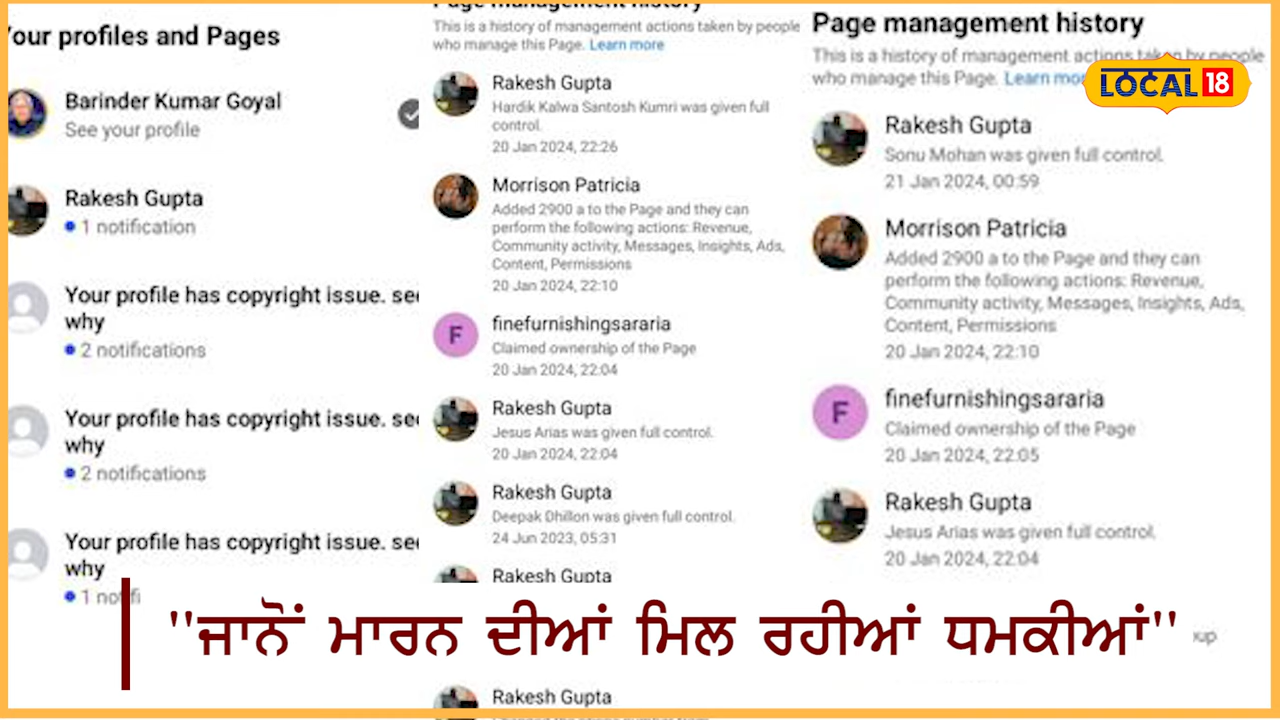 Your profiles and Pages
Barinder Kumar Goyal
See your profile
Rakesh Gupta
1 notification
Your profile has copyright issue. see
why
2 notifications
Your profile has copyright issue. see
why
2 notifications
Your profile has copyright issue. see
why
1 notifi
Page management history
This is a history of management actions taken by people
who manage this Page. Learn more
Rakesh Gupta
Hardik Kalwa Santosh Kumri was given full
control.
20 Jan 2024, 22:26
Morrison Patricia
Added 2900 a to the Page and they can
perform the following actions: Revenue,
Community activity, Messages, Insights, Ads,
Content, Permissions
20 Jan 2024, 22:10
F
finefurnishingsararia
Claimed ownership of the Page
20 Jan 2024, 22:04
Rakesh Gupta
Jesus Arias was given full control.
20 Jan 2024, 22:04
Rakesh Gupta
Deepak Dhillon was given full control.
24 Jun 2023, 05:31
Rakesh Gupta
Rakesh Gupta
Page management history
This is a history of management actions taken by people
who manage this Page. Learn mo
LOCAL 18
Rakesh Gupta
Sonu Mohan was given full control.
21 Jan 2024, 00:59
Morrison Patricia
Added 2900 a to the Page and they can
perform the following actions: Revenue,
Community activity, Messages, Insights, Ads,
Content, Permissions
20 Jan 2024, 22:10
F
finefurnishingsararia
Claimed ownership of the Page
20 Jan 2024, 22:05
Rakesh Gupta
Jesus Arias was given full control.
20 Jan 2024, 22:04
"ਜਾਨੋਂ ਮਾਰਨ ਦੀਆਂ ਮਿਲ ਰਹੀਆਂ ਧਮਕੀਆਂ"